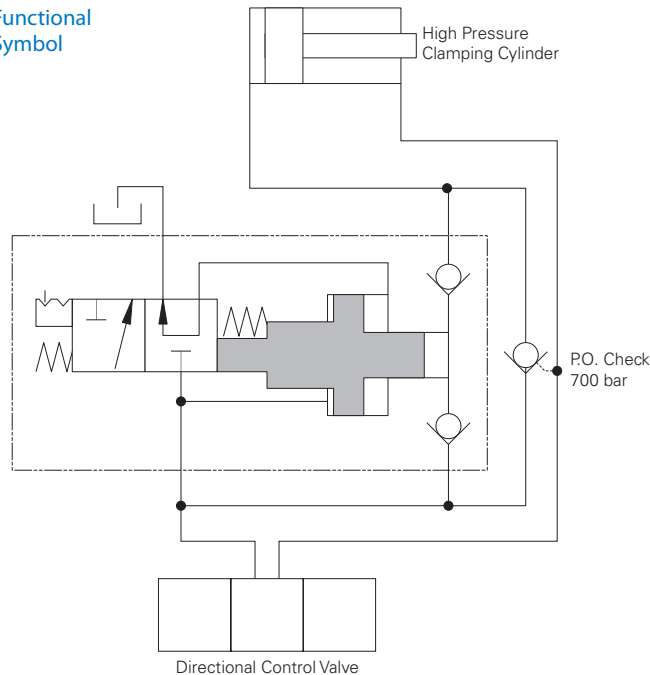 Functional
Symbol
High Pressure
Clamping Cylinder
P.O. Check
700 bar
Directional Control Valve